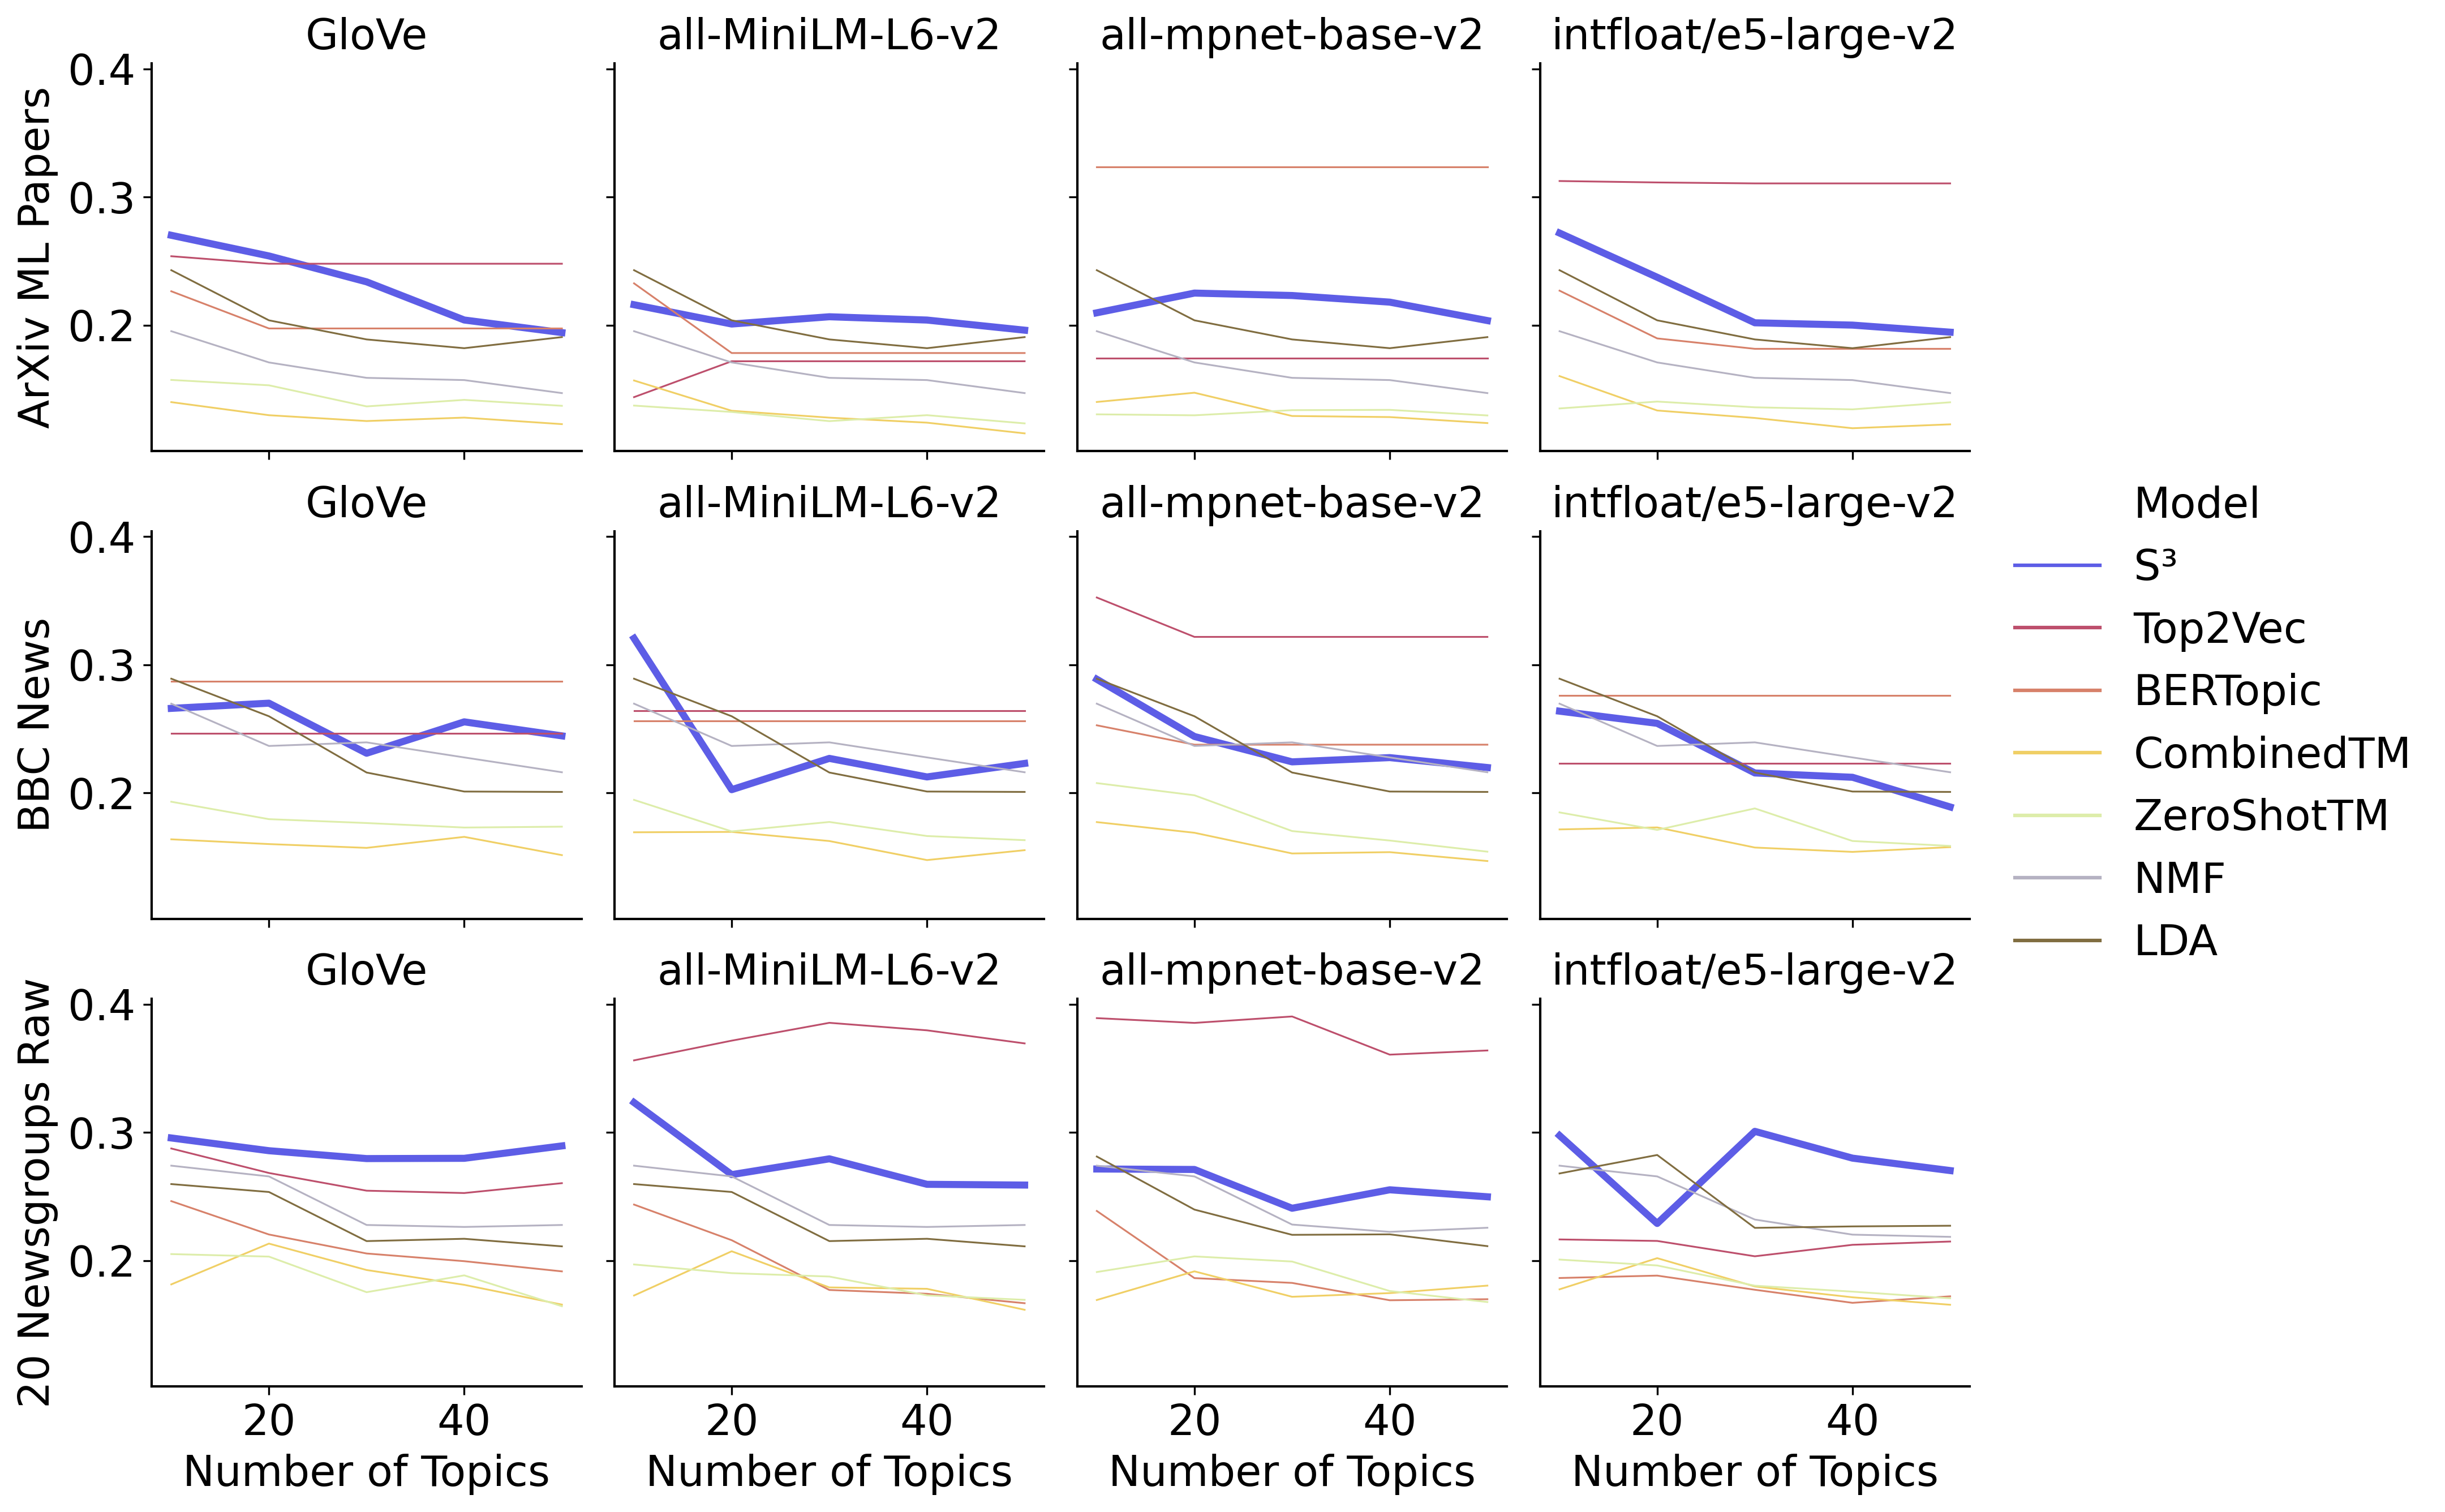 GloVe
all-MiniLM-L6-v2
all-mpnet-base-v2
intfloat/e5-large-v2
ArXiv ML Papers
0.4
0.3
0.2
GloVe
all-MiniLM-L6-v2
all-mpnet-base-v2
intfloat/e5-large-v2
BBC News
0.4
0.3
0.2
Model
S³
Top2Vec
BERTopic
CombinedTM
ZeroShotTM
NMF
LDA
GloVe
all-MiniLM-L6-v2
all-mpnet-base-v2
intfloat/e5-large-v2
20 Newsgroups Raw
0.4
0.3
0.2
20 40
20 40
20 40
20 40
Number of Topics
Number of Topics
Number of Topics
Number of Topics